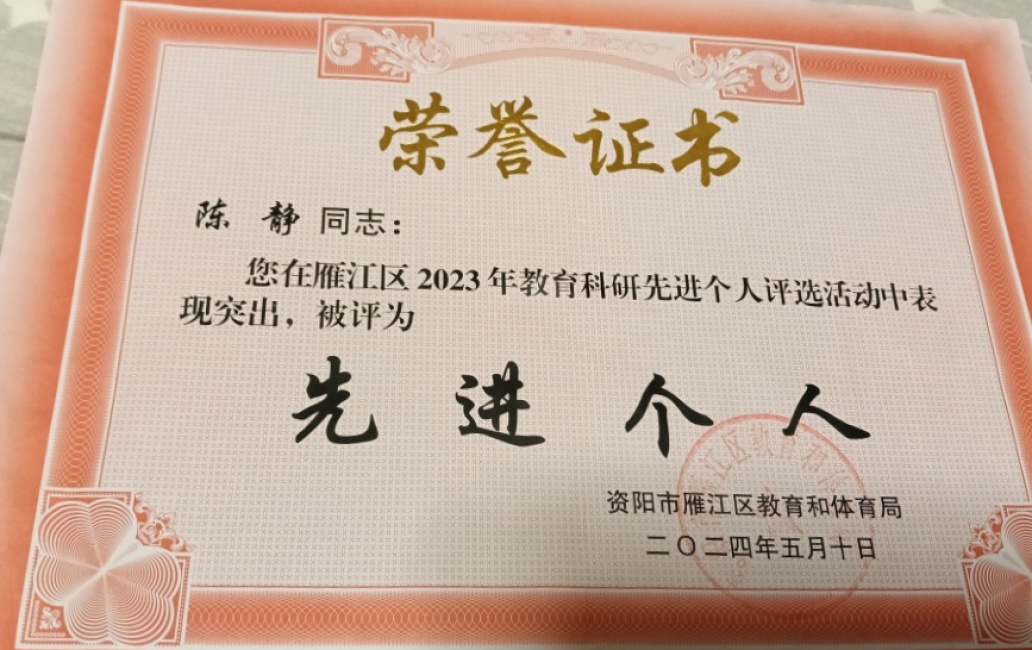 荣誉证书
陈静同志：
您在雁江区2023年教育科研先进个人评选活动中表
现突出，被评为
先进个人
资阳市雁江区教育和体育局
二〇二四年五月十日